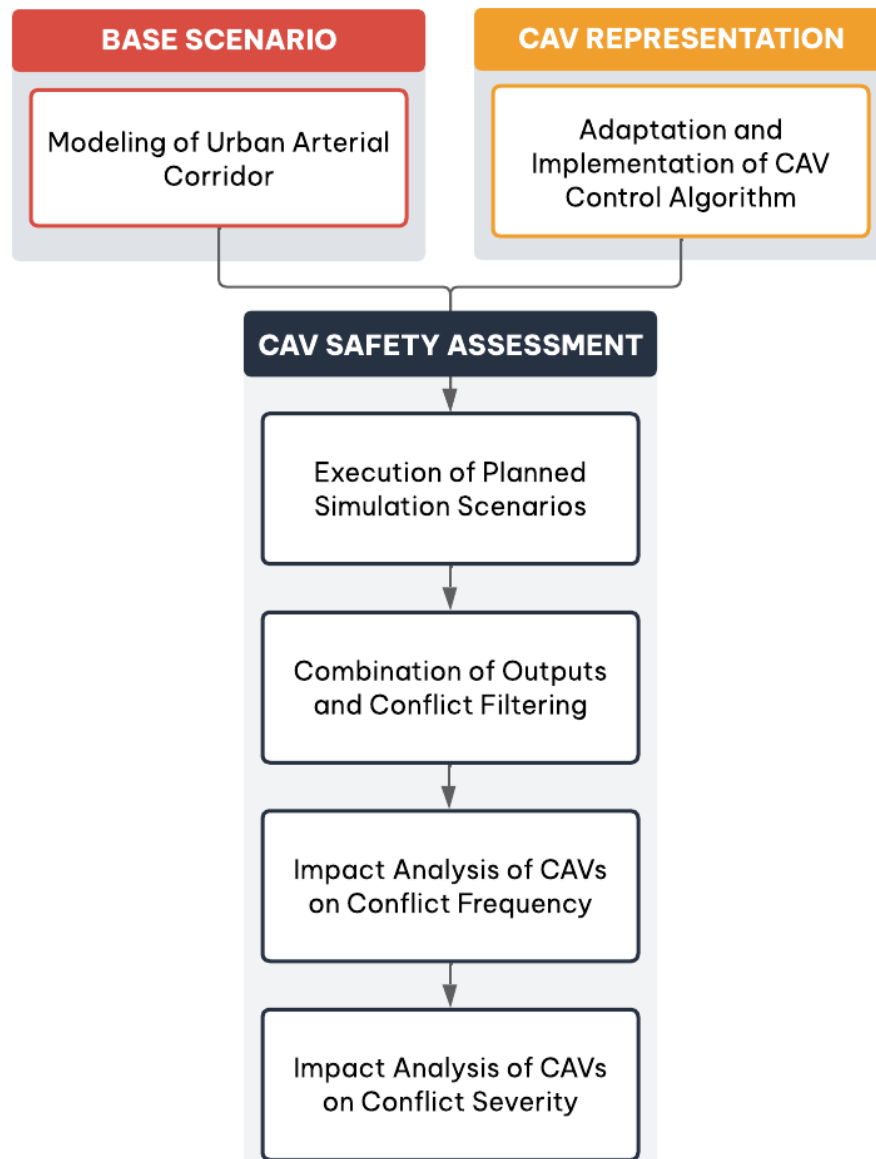 BASE SCENARIO
Modeling of Urban Arterial
Corridor
CAV REPRESENTATION
Adaptation and
Implementation of CAV
Control Algorithm
CAV SAFETY ASSESSMENT
Execution of Planned
Simulation Scenarios
Combination of Outputs
and Conflict Filtering
Impact Analysis of CAVs
on Conflict Frequency
Impact Analysis of CAVs
on Conflict Severity